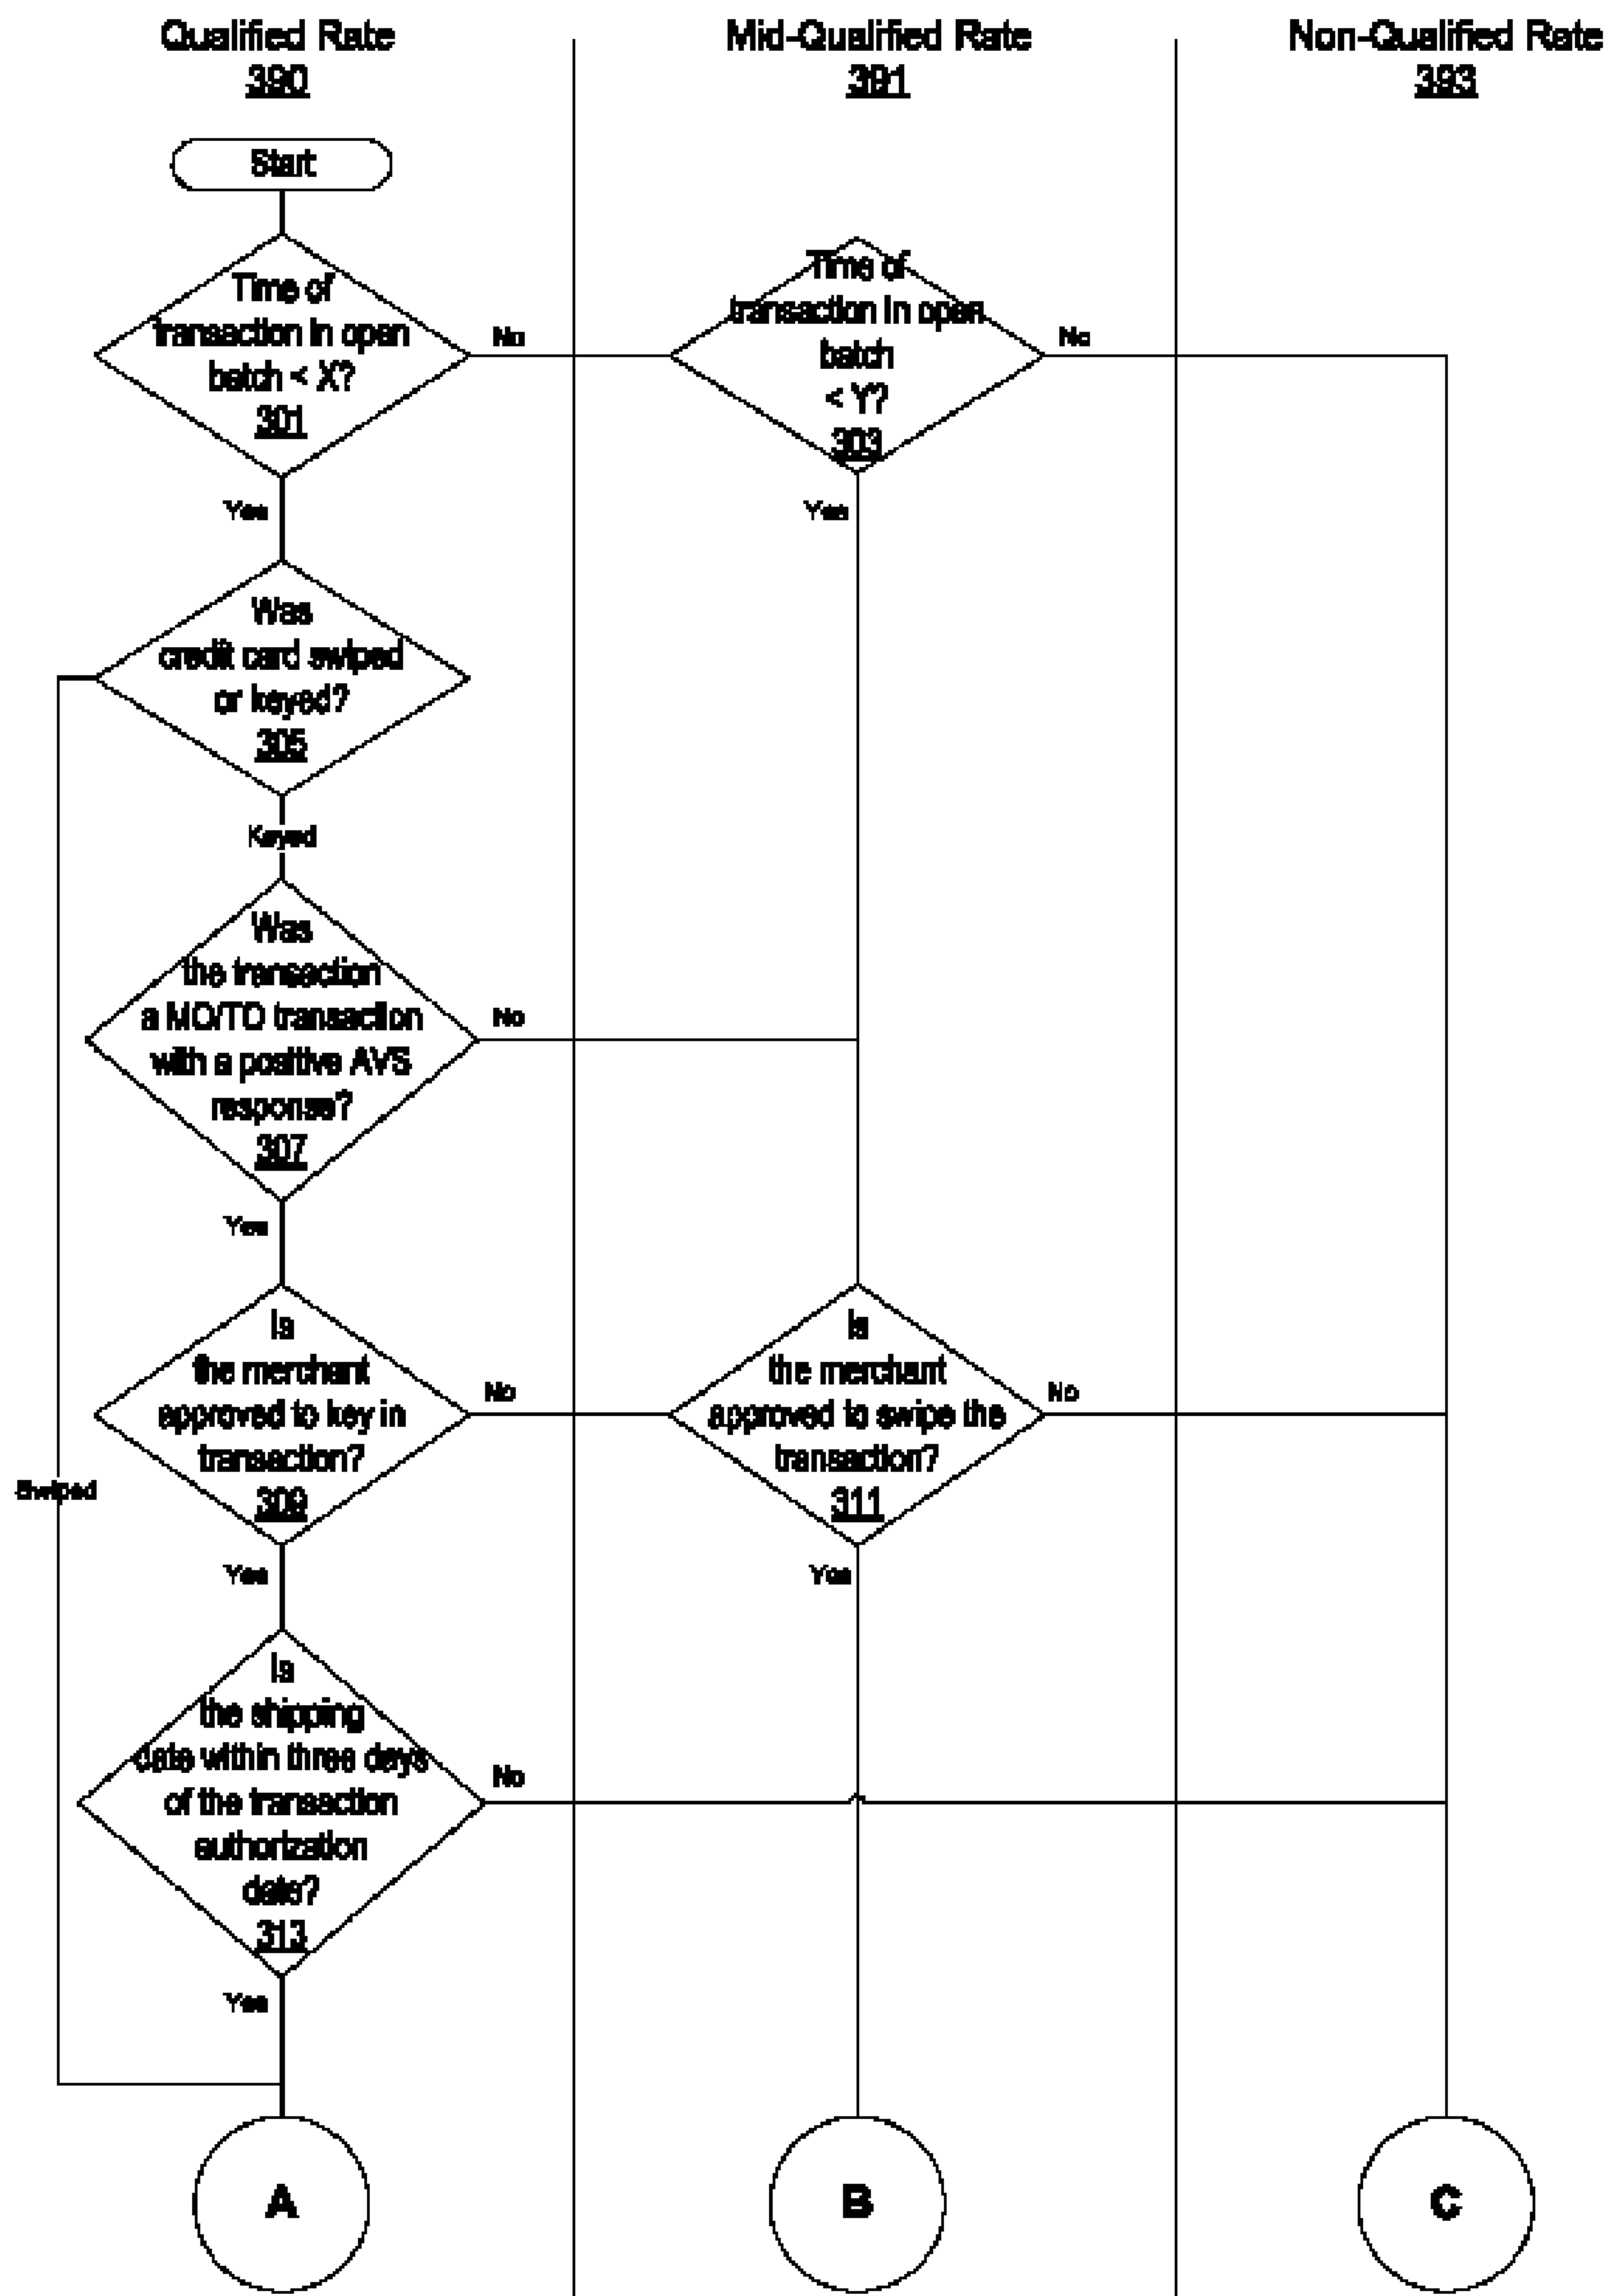 Qualified Rate
390
Mid-Qualified Rate
391
Non-Qualified Rate
393
Start
Time of
transaction in open
batch < X?
301
No
Yes
Time of
transaction in open
batch
< Y?
303
No
Yes
Was
credit card swiped
or keyed?
305
Keyed
Swiped
Was
the transaction
a MO/TO transaction
with a positive AVS
response?
307
No
Yes
Is
the merchant
approved to key in
transaction?
309
No
Yes
Is
the merchant
approved to swipe the
transaction?
311
No
Yes
Is
the shipping
date within three days
of the transaction
authorization
date?
313
No
Yes
A
B
C